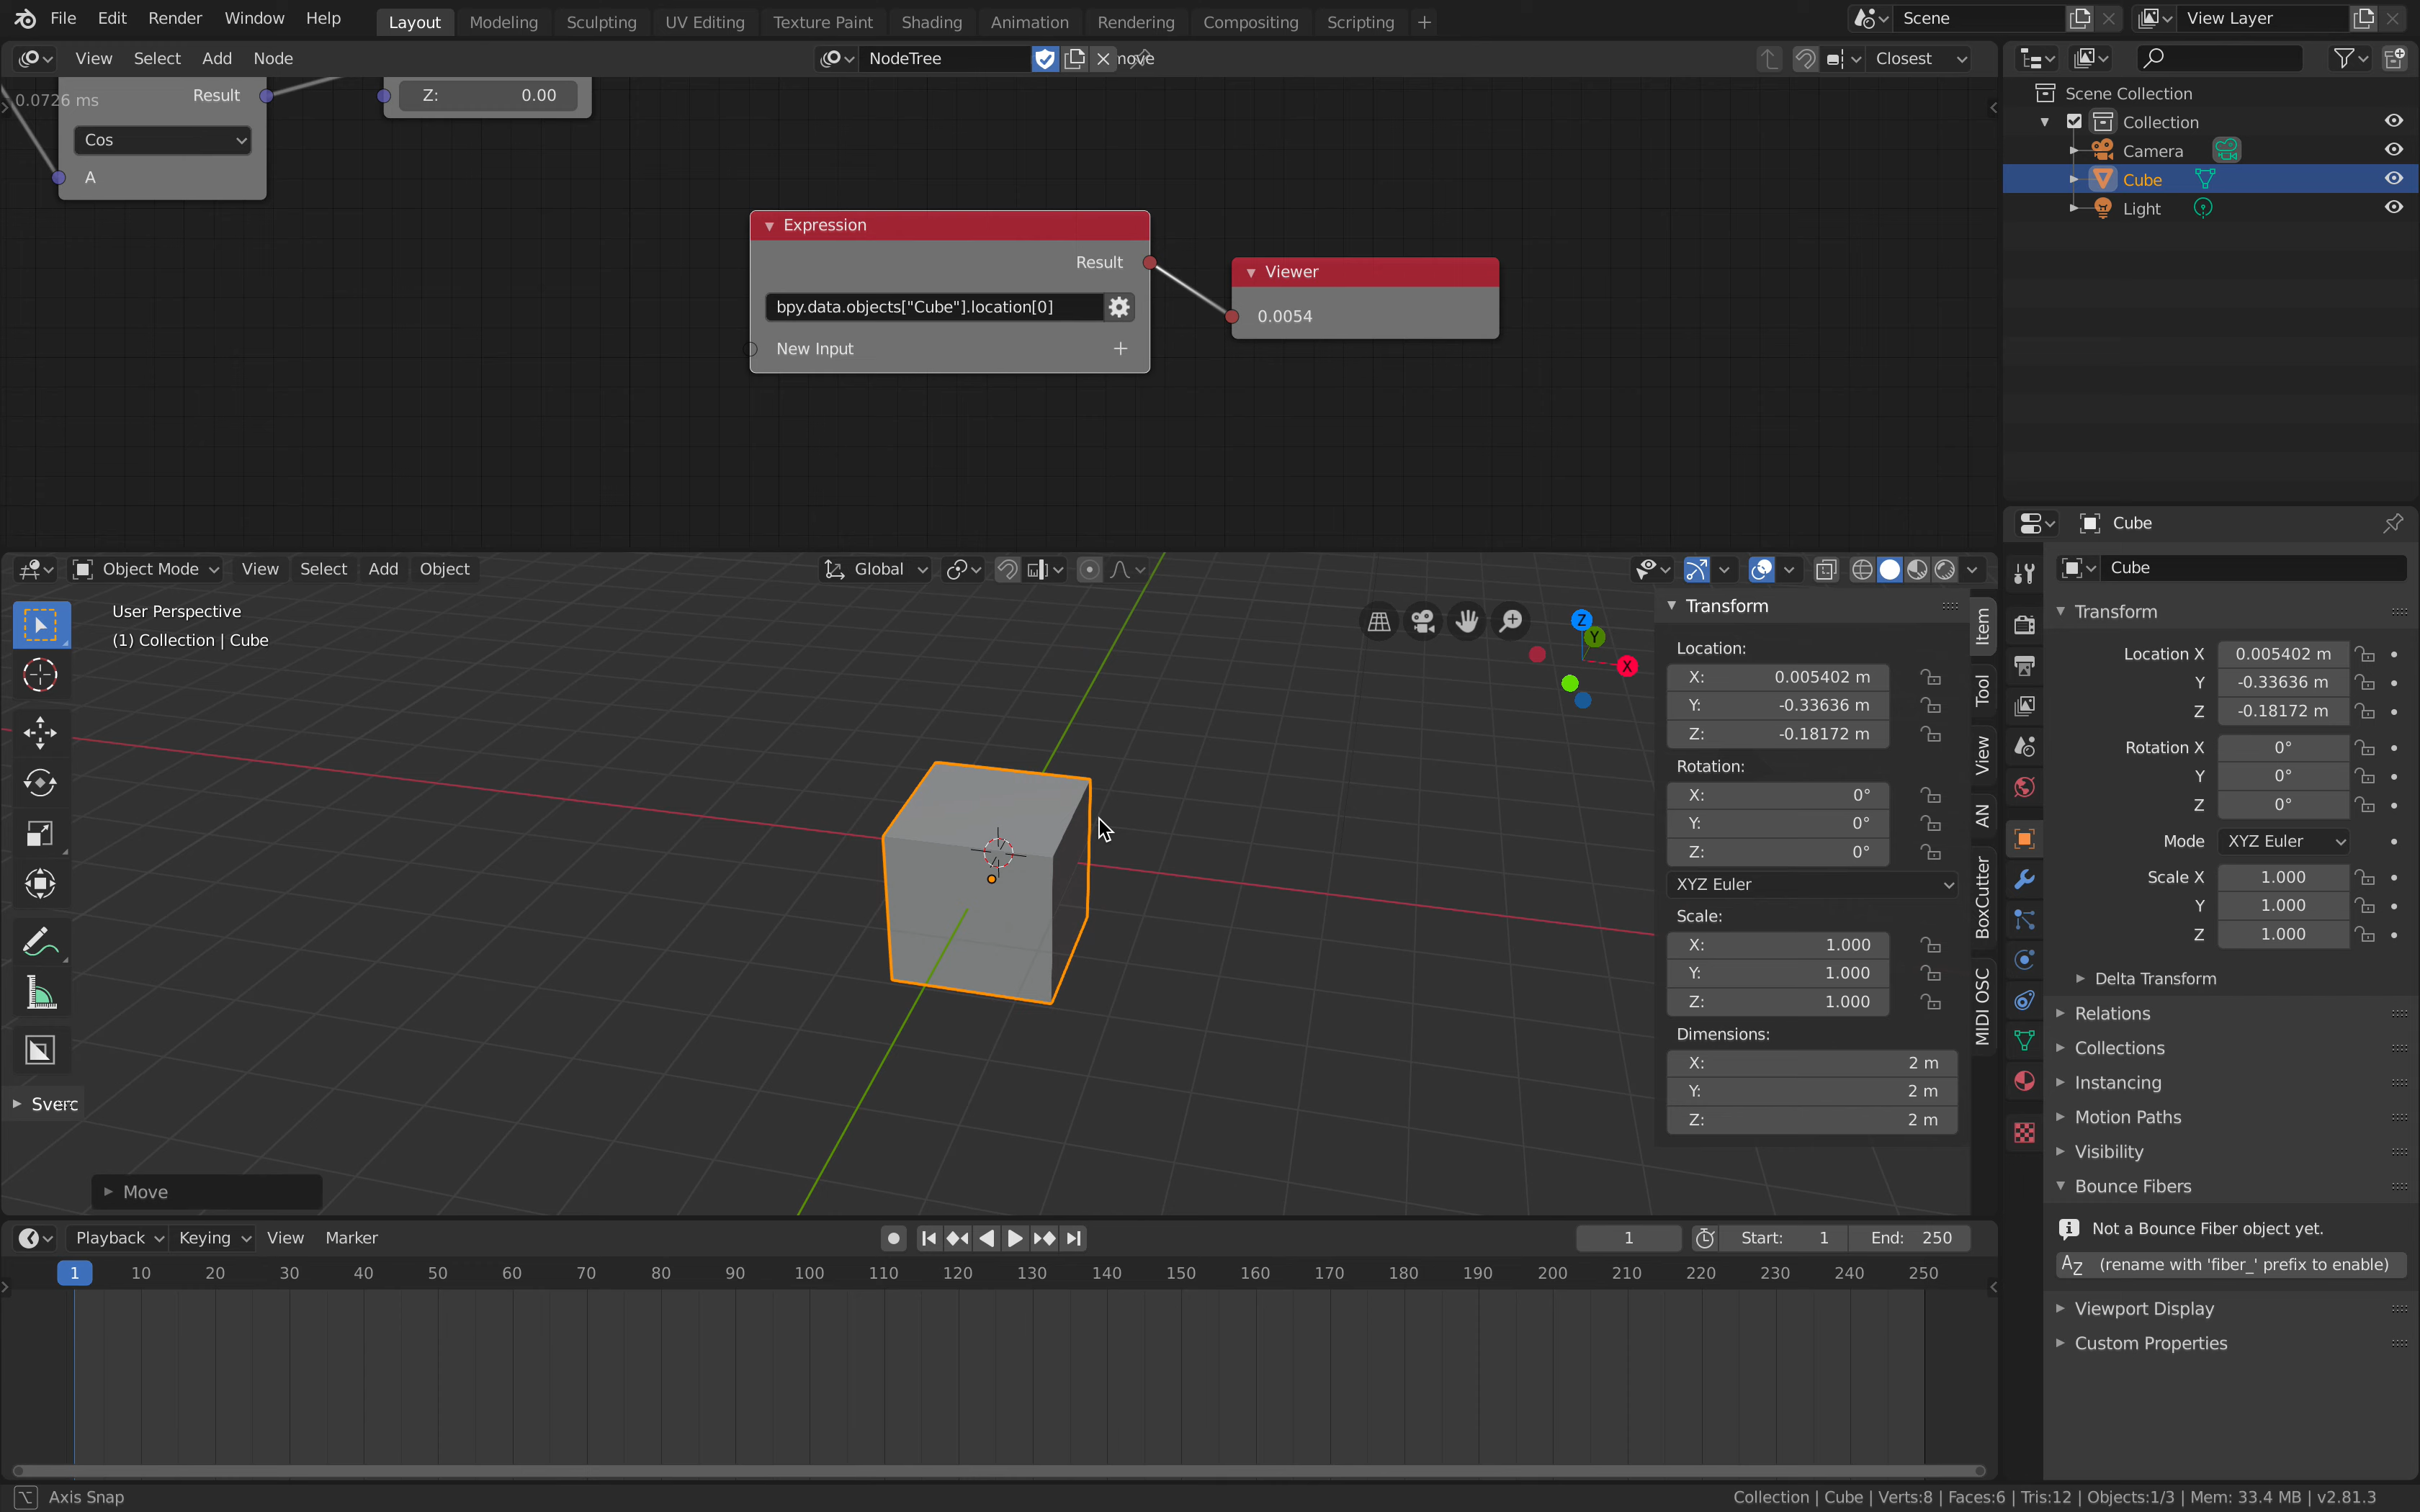 File Edit Render Window Help Layout Modeling Sculpting UV Editing Texture Paint Shading Animation Rendering Compositing Scripting + Scene View Layer
View Select Add Node NodeTree Closest
0.0726 ms
Result
Cos
A
Z: 0.00
Expression
Result
bpy.data.objects["Cube"].location[0]
New Input +
Viewer
0.0054
Scene Collection
Collection
Camera
Cube
Light
Object Mode View Select Add Object Global
User Perspective
(1) Collection | Cube
Z
Y
X
Transform
Location:
X: 0.005402 m
Y: -0.33636 m
Z: -0.18172 m
Rotation:
X: 0°
Y: 0°
Z: 0°
XYZ Euler
Scale:
X: 1.000
Y: 1.000
Z: 1.000
Dimensions:
X: 2 m
Y: 2 m
Z: 2 m
Item
Tool
View
AN
BoxCutter
MIDI OSC
Move
Cube
Cube
Transform
Location X 0.005402 m
Y -0.33636 m
Z -0.18172 m
Rotation X 0°
Y 0°
Z 0°
Mode XYZ Euler
Scale X 1.000
Y 1.000
Z 1.000
Delta Transform
Relations
Collections
Instancing
Motion Paths
Visibility
Bounce Fibers
Not a Bounce Fiber object yet.
(rename with 'fiber_' prefix to enable)
Viewport Display
Custom Properties
Playback Keying View Marker 1 Start: 1 End: 250
1 10 20 30 40 50 60 70 80 90 100 110 120 130 140 150 160 170 180 190 200 210 220 230 240 250
Axis Snap
Collection | Cube | Verts:8 | Faces:6 | Tris:12 | Objects:1/3 | Mem: 33.4 MB | v2.81.3